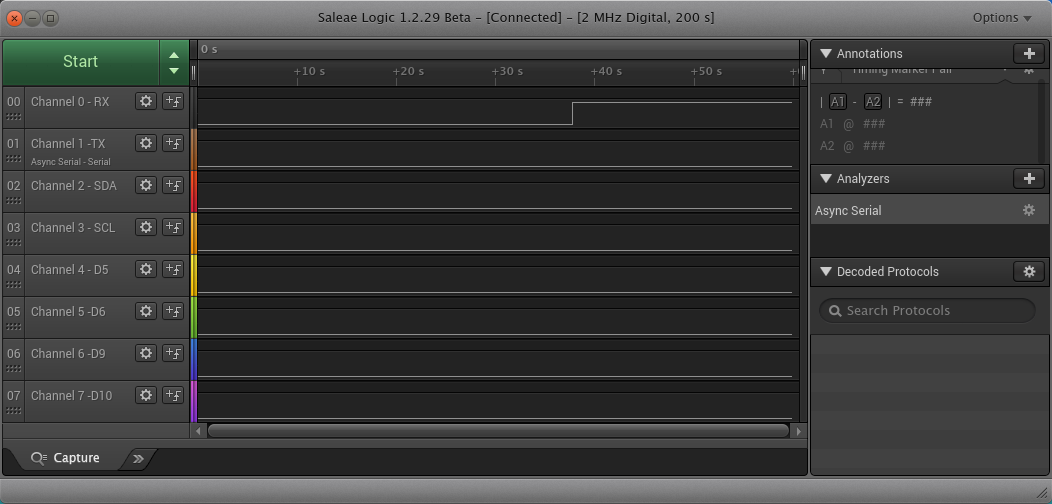 Saleae Logic 1.2.29 Beta - [Connected] - [2 MHz Digital, 200 s]
Options
Start
0 s
+10 s
+20 s
+30 s
+40 s
+50 s
00 Channel 0 - RX
01 Channel 1 -TX
Async Serial - Serial
02 Channel 2 - SDA
03 Channel 3 - SCL
04 Channel 4 - D5
05 Channel 5 -D6
06 Channel 6 -D9
07 Channel 7 -D10
Capture
Annotations
Timing Marker Pair
| A1 - A2 | = ###
A1 @ ###
A2 @ ###
Analyzers
Async Serial
Decoded Protocols
Search Protocols